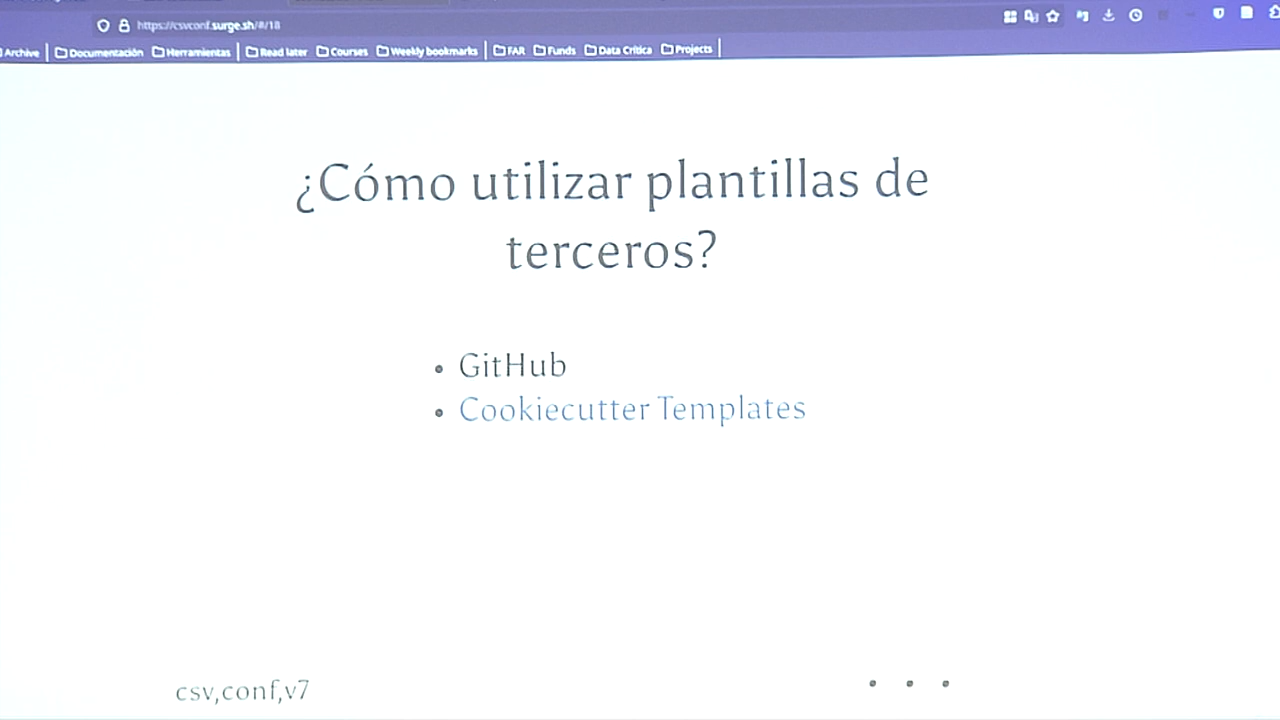 https://csvconf.surge.sh/#/18
Archive Documentación Herramientas Read later Courses Weekly bookmarks FAR Funds Data Crítica Projects
¿Cómo utilizar plantillas de
terceros?
• GitHub
• Cookiecutter Templates
csv,conf,v7